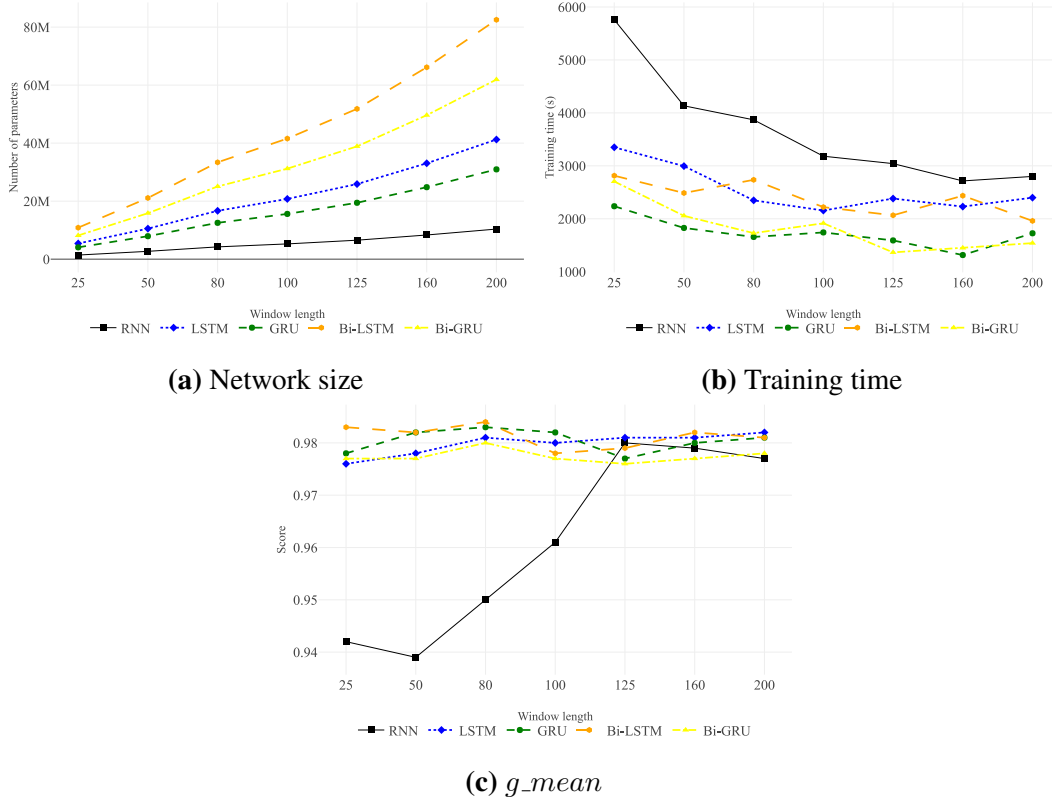 80M
60M
40M
20M
0
Number of parameters
25 50 80 100 125 160 200
Window length
RNN LSTM GRU Bi-LSTM Bi-GRU
(a) Network size
6000
5000
4000
3000
2000
1000
Training time (s)
25 50 80 100 125 160 200
Window length
RNN LSTM GRU Bi-LSTM Bi-GRU
(b) Training time
0.98
0.97
0.96
0.95
0.94
Score
25 50 80 100 125 160 200
Window length
RNN LSTM GRU Bi-LSTM Bi-GRU
(c) g_mean